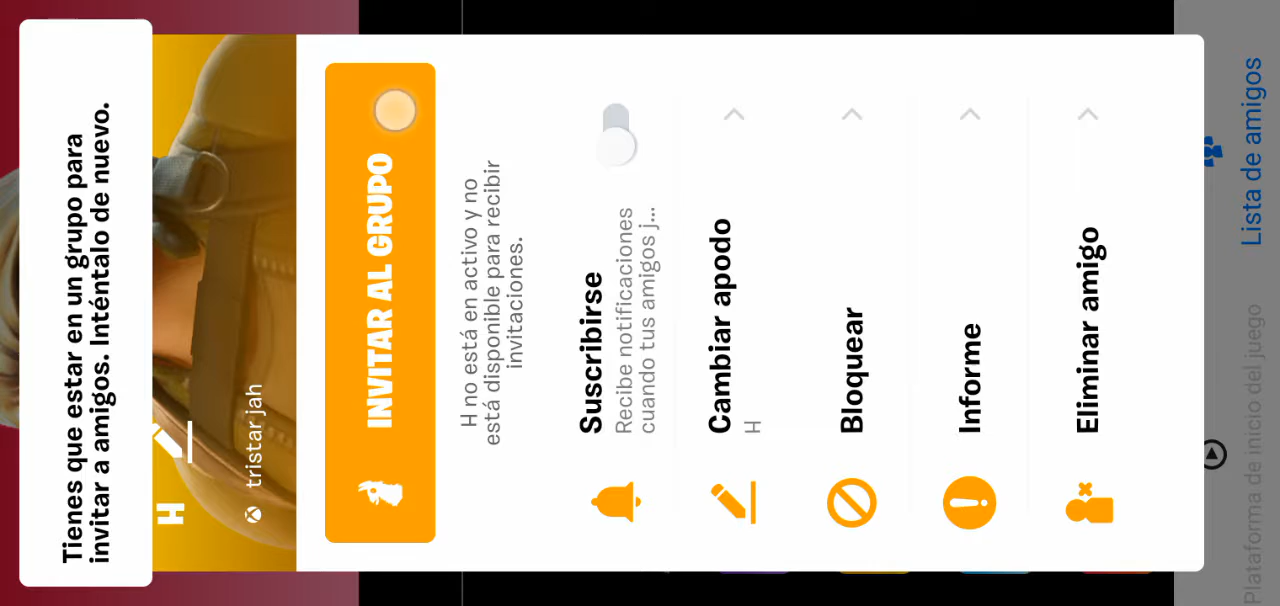 Tienes que estar en un grupo para
invitar a amigos. Inténtalo de nuevo.
H
tristar jah
INVITAR AL GRUPO
H no está en activo y no
está disponible para recibir
invitaciones.
Suscribirse
Recibe notificaciones
cuando tus amigos j...
Cambiar apodo
H
Bloquear
Informe
Eliminar amigo
Plataforma de inicio del juego
Lista de amigos